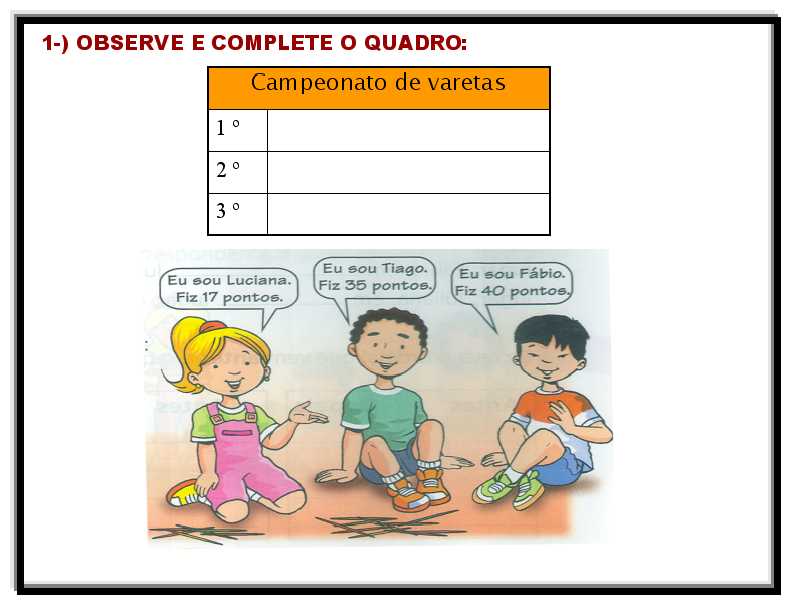 1-) OBSERVE E COMPLETE O QUADRO:
Campeonato de varetas
1 º
2 º
3 º
Eu sou Luciana.
Fiz 17 pontos.
Eu sou Tiago.
Fiz 35 pontos.
Eu sou Fábio.
Fiz 40 pontos.